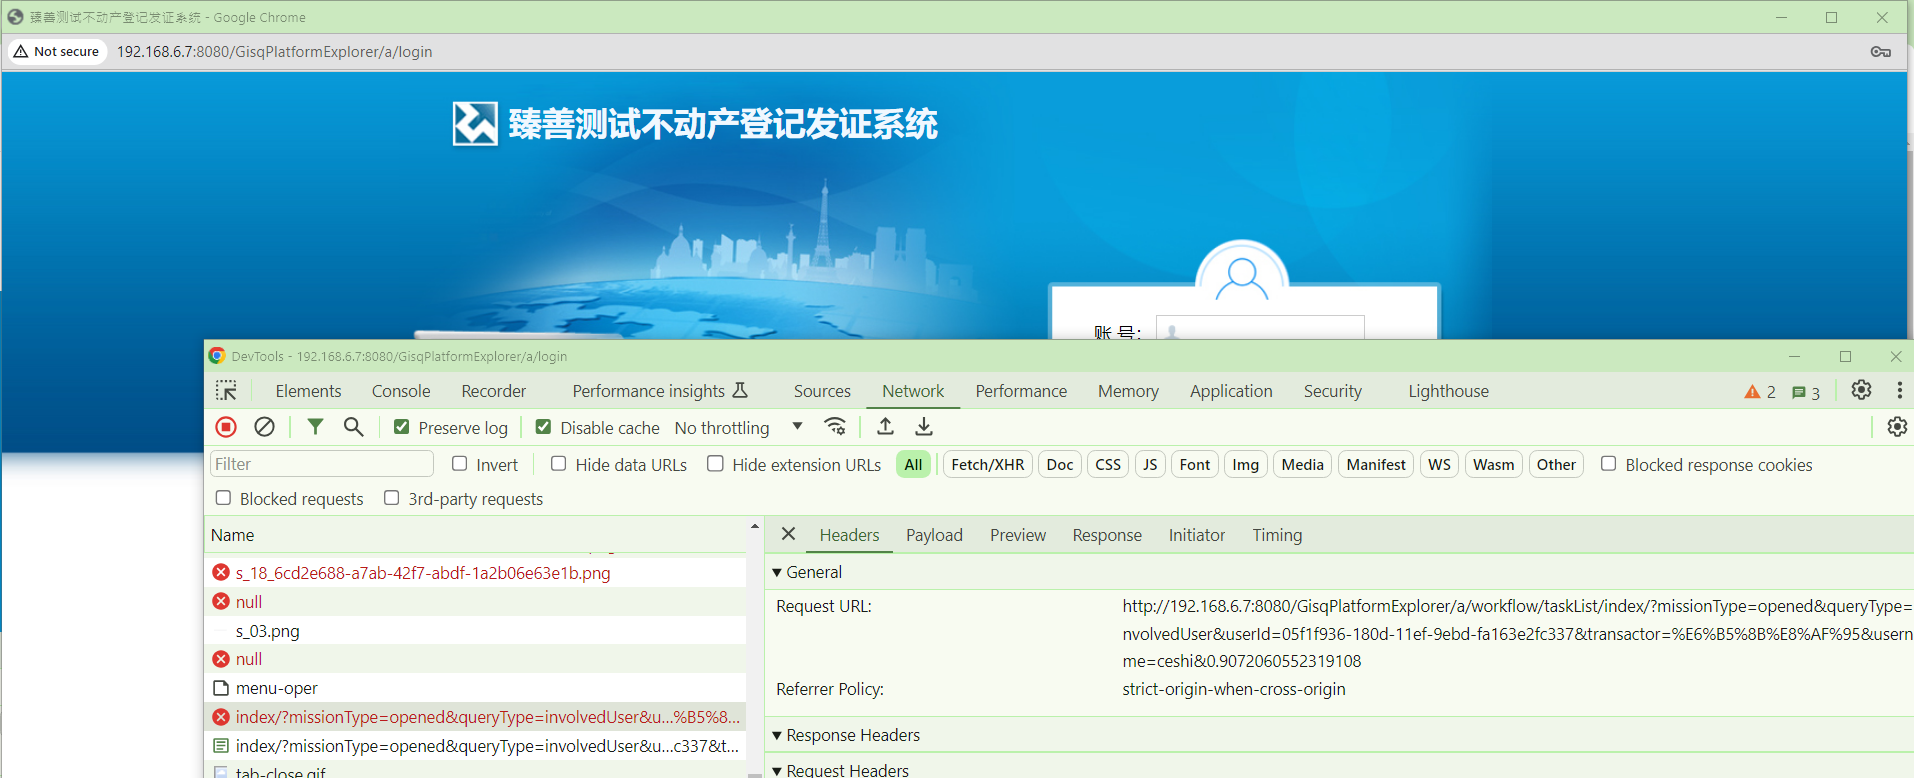 臻善测试不动产登记发证系统 - Google Chrome
Not secure 192.168.6.7:8080/GisqPlatformExplorer/a/login
臻善测试不动产登记发证系统
账 号:
DevTools - 192.168.6.7:8080/GisqPlatformExplorer/a/login
Elements Console Recorder Performance insights Sources Network Performance Memory Application Security Lighthouse 2 3
Preserve log Disable cache No throttling
Filter Invert Hide data URLs Hide extension URLs All Fetch/XHR Doc CSS JS Font Img Media Manifest WS Wasm Other Blocked response cookies
Blocked requests 3rd-party requests
Name Headers Payload Preview Response Initiator Timing
s_18_6cd2e688-a7ab-42f7-abdf-1a2b06e63e1b.png General
null Request URL: http://192.168.6.7:8080/GisqPlatformExplorer/a/workflow/taskList/index/?missionType=opened&queryType=
s_03.png nvolvedUser&userId=05f1f936-180d-11ef-9ebd-fa163e2fc337&transactor=%E6%B5%8B%E8%AF%95&usern
null me=ceshi&0.9072060552319108
menu-oper Referrer Policy: strict-origin-when-cross-origin
index/?missionType=opened&queryType=involvedUser&u...%B5%8...
Response Headers
index/?missionType=opened&queryType=involvedUser&u...c337&t...
tab-close.gif Request Headers